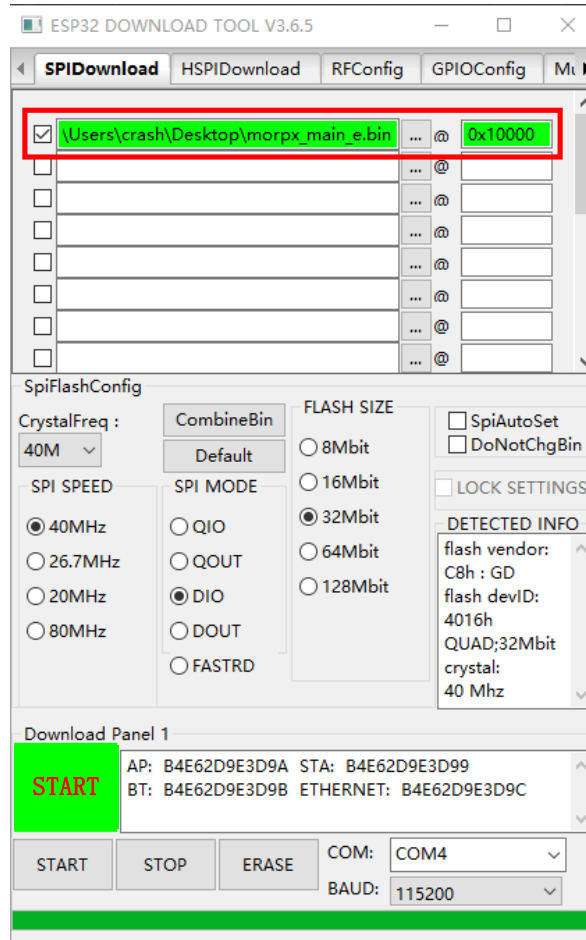 ESP32 DOWNLOAD TOOL V3.6.5
SPIDownload HSPIDownload RFConfig GPIOConfig Mu
\Users\crash\Desktop\morpx_main_e.bin ... @ 0x10000
... @
... @
... @
... @
... @
... @
... @
SpiFlashConfig
CrystalFreq :
40M
CombineBin
Default
SPI SPEED
40MHz
26.7MHz
20MHz
80MHz
SPI MODE
QIO
QOUT
DIO
DOUT
FASTRD
FLASH SIZE
8Mbit
16Mbit
32Mbit
64Mbit
128Mbit
SpiAutoSet
DoNotChgBin
LOCK SETTINGS
DETECTED INFO
flash vendor:
C8h : GD
flash devID:
4016h
QUAD;32Mbit
crystal:
40 Mhz
Download Panel 1
START
AP: B4E62D9E3D9A STA: B4E62D9E3D99
BT: B4E62D9E3D9B ETHERNET: B4E62D9E3D9C
START STOP ERASE
COM: COM4
BAUD: 115200